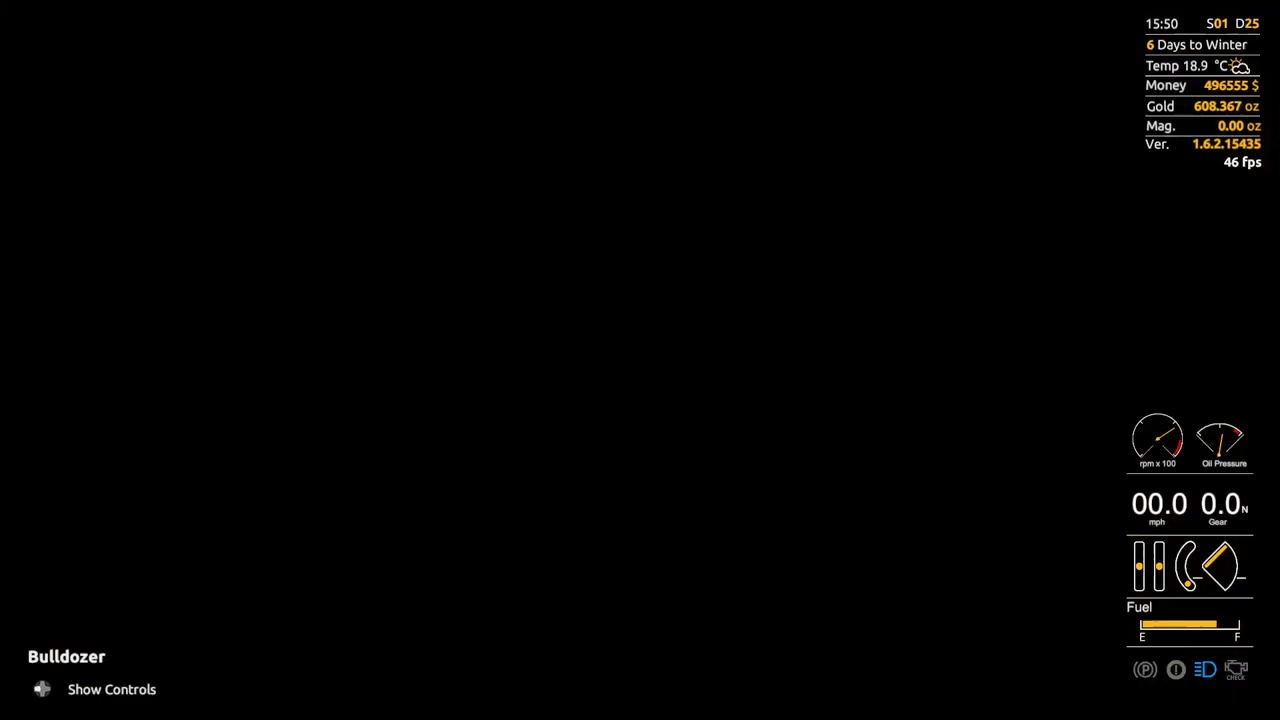 15:50 S01 D25
6 Days to Winter
Temp 18.9 °C
Money 496555 $
Gold 608.367 oz
Mag. 0.00 oz
Ver. 1.6.2.15435
46 fps
rpm x 100 Oil Pressure
00.0 0.0 N
mph Gear
Fuel
E F
Bulldozer
CHECK
Show Controls